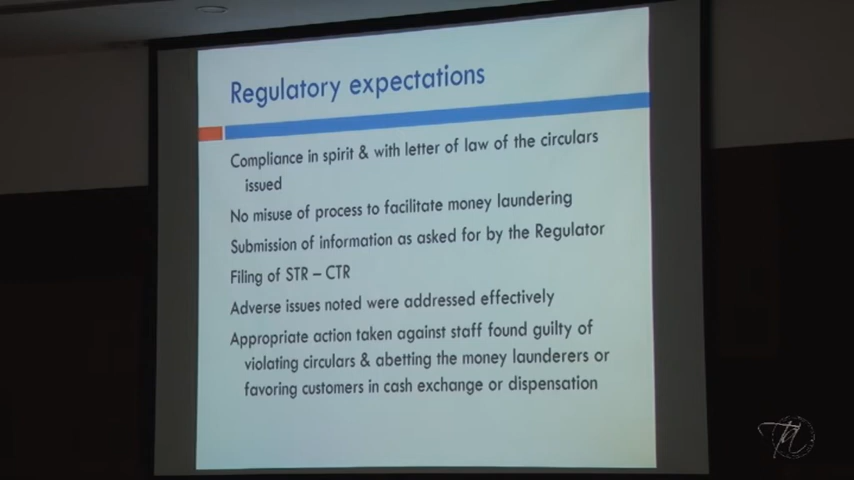 Regulatory expectations
Compliance in spirit & with letter of law of the circulars
issued
No misuse of process to facilitate money laundering
Submission of information as asked for by the Regulator
Filing of STR – CTR
Adverse issues noted were addressed effectively
Appropriate action taken against staff found guilty of
violating circulars & abetting the money launderers or
favoring customers in cash exchange or dispensation